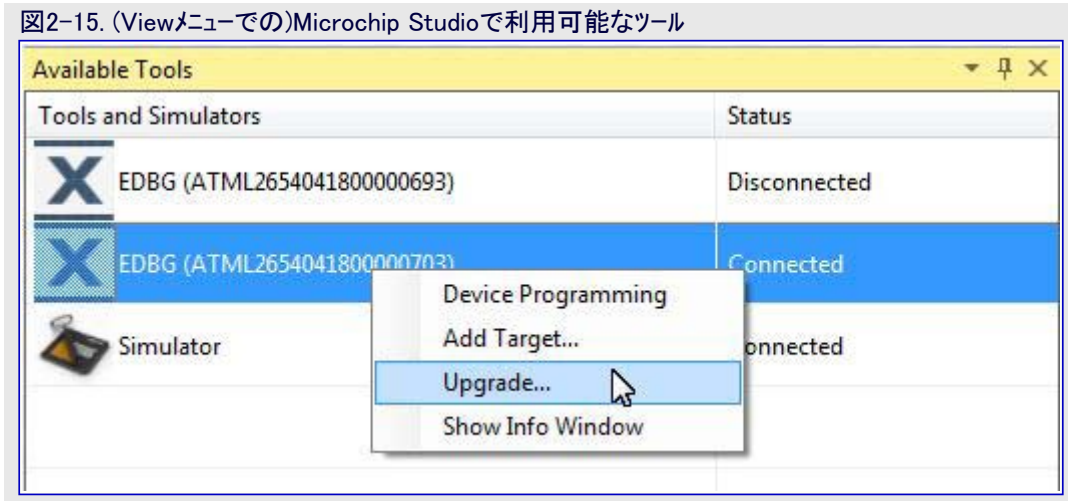 図2-15. (Viewﾒﾆｭｰでの)Microchip Studioで利用可能なﾂｰﾙ
Available Tools
Tools and Simulators Status
EDBG (ATML2654041800000693) Disconnected
EDBG (ATML2654041800000703) Connected
Device Programming
Add Target...
Simulator onnected
Upgrade...
Show Info Window